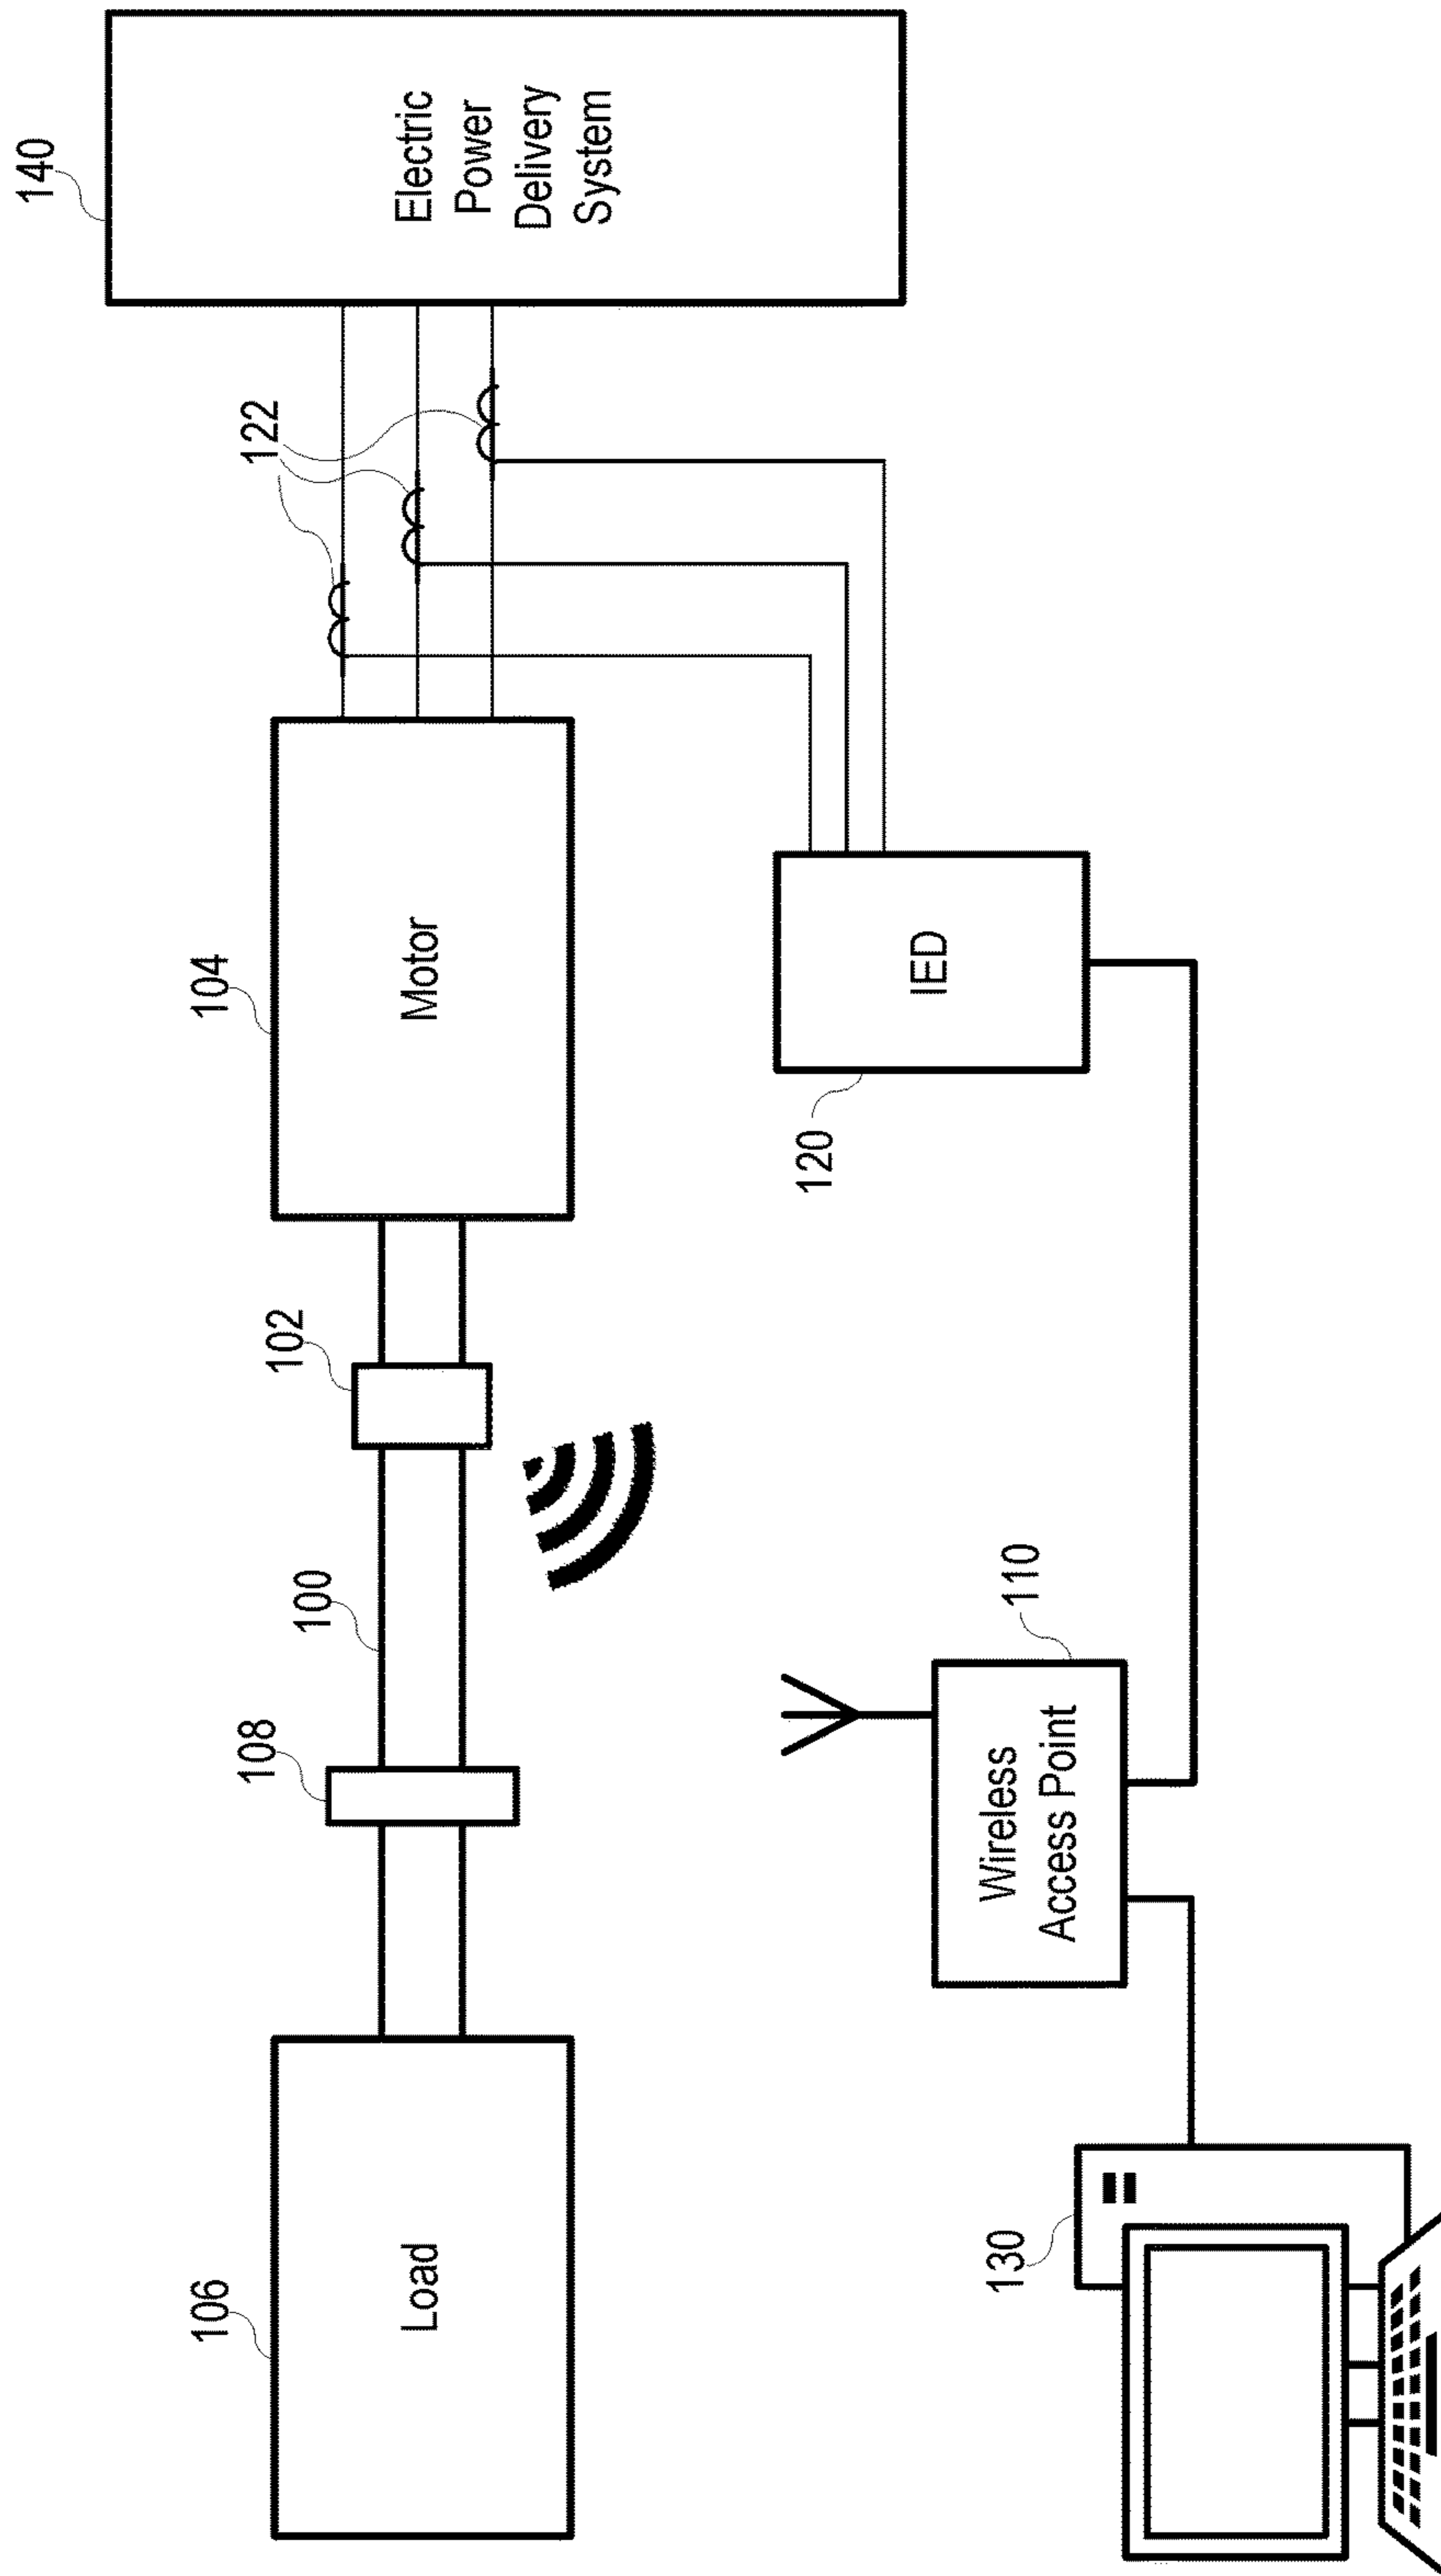 106
Load
108
100
102
104
Motor
122
140
Electric
Power
Delivery
System
130
Wireless
Access Point
110
120
IED